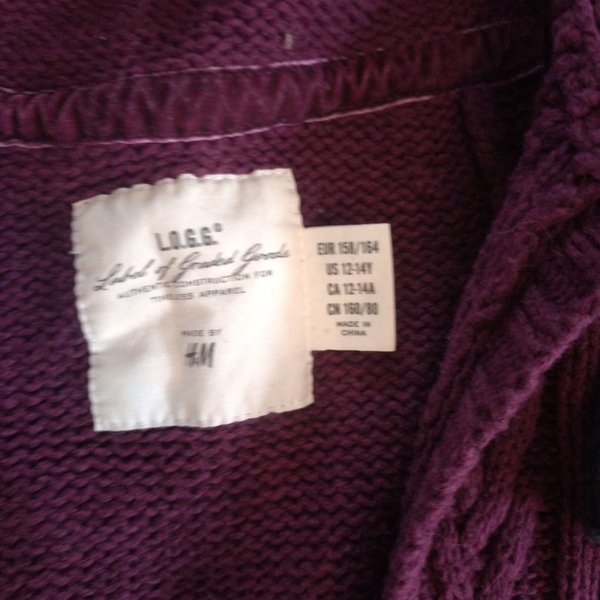 L.O.G.G.®
Label of Graded Goods
AUTHENTIC CONSTRUCTION FOR
TIMELESS APPAREL
MADE BY
H&M
EUR 158/164
US 12-14Y
CA 12-14A
CN 160/80
MADE IN
CHINA